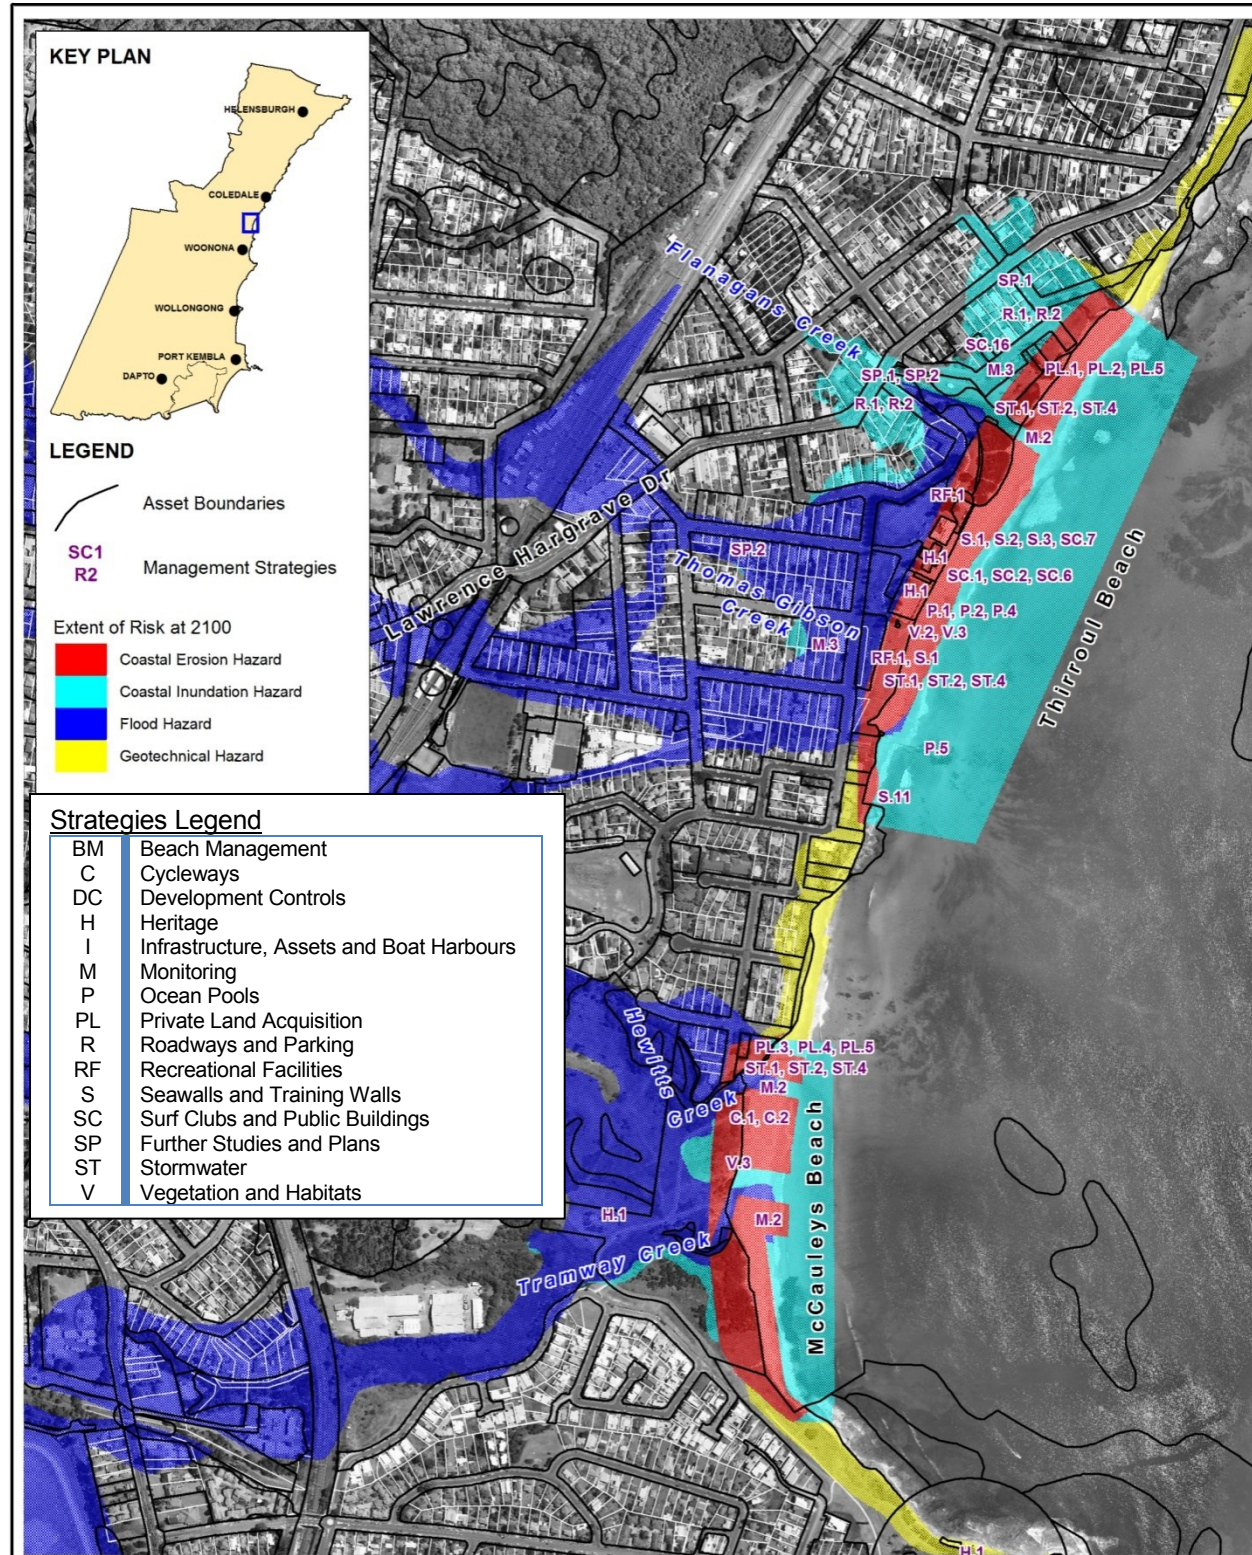 KEY PLAN
HELENSBURGH
COLEDALE
WOONONA
WOLLONGONG
PORT KEMBLA
DAPTO
LEGEND
Asset Boundaries
SC1
R2
Management Strategies
Extent of Risk at 2100
Coastal Erosion Hazard
Coastal Inundation Hazard
Flood Hazard
Geotechnical Hazard
Strategies Legend
BM Beach Management
C Cycleways
DC Development Controls
H Heritage
I Infrastructure, Assets and Boat Harbours
M Monitoring
P Ocean Pools
PL Private Land Acquisition
R Roadways and Parking
RF Recreational Facilities
S Seawalls and Training Walls
SC Surf Clubs and Public Buildings
SP Further Studies and Plans
ST Stormwater
V Vegetation and Habitats
Flanagans Creek
SP.1
R.1, R.2
SC.16
M.3
PL.1, PL.2, PL.5
SP.1, SP.2
R.1, R.2
ST.1, ST.2, ST.4
M.2
Lawrence Hargrave Dr
RF.1
S.1, S.2, S.3, SC.7
SP.2
H.1
Thomas Gibson
Creek
SC.1, SC.2, SC.6
H.1
P.1, P.2, P.4
V.2, V.3
M.3
RF.1, S.1
ST.1, ST.2, ST.4
Thirroul Beach
P.5
S.11
Hewitts
Creek
PL.3, PL.4, PL.5
ST.1, ST.2, ST.4
M.2
C.1, C.2
V.3
McCauleys Beach
H.1
M.2
Tramway Creek
H.1